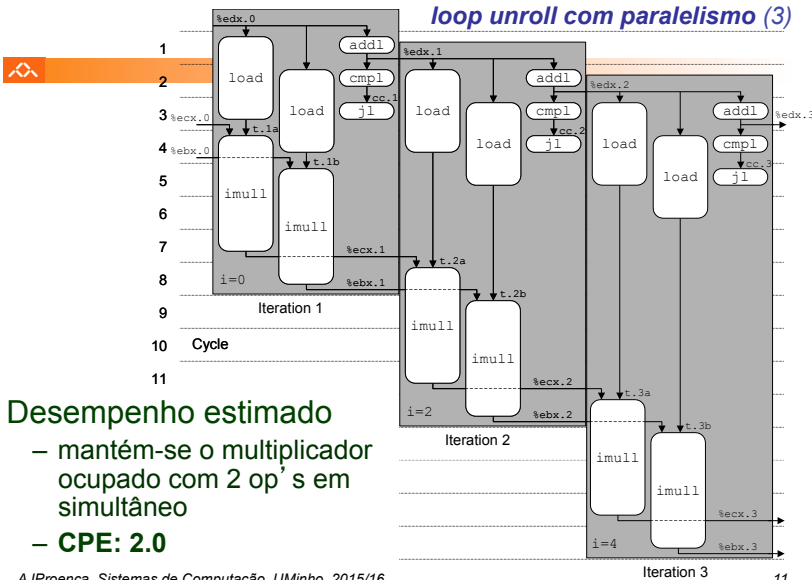 loop unroll com paralelismo (3)
%edx.0
1
addl
%edx.1
load
load
2
cmpl
addl
%edx.2
cc.1
load
load
3
%ecx.0
jl
cmpl
addl
%edx.3
t.1a
cc.2
load
load
4
%ebx.0
jl
cmpl
t.1b
cc.3
5
jl
imull
imull
6
7
%ecx.1
t.2a
8
i=0
%ebx.1
t.2b
9
Iteration 1
imull
imull
10
Cycle
11
%ecx.2
t.3a
i=2
%ebx.2
t.3b
Iteration 2
imull
imull
%ecx.3
i=4
%ebx.3
Iteration 3
Desempenho estimado
– mantém-se o multiplicador
ocupado com 2 op’s em
simultâneo
– CPE: 2.0
AJProença, Sistemas de Computação, UMinho, 2015/16
11